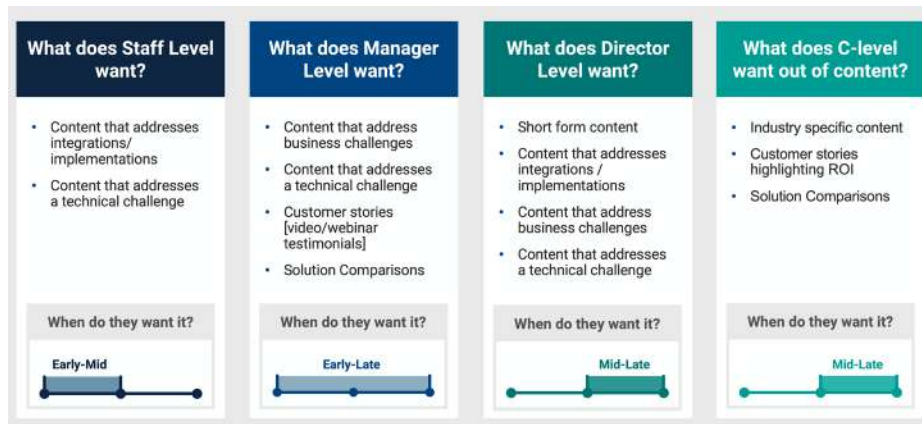 What does Staff Level
want?
• Content that addresses
integrations/
implementations
• Content that addresses
a technical challenge
When do they want it?
Early-Mid
What does Manager
Level want?
• Content that address
business challenges
• Content that addresses
a technical challenge
• Customer stories
[video/webinar
testimonials]
• Solution Comparisons
When do they want it?
Early-Late
What does Director
Level want?
• Short form content
• Content that addresses
integrations /
implementations
• Content that address
business challenges
• Content that addresses
a technical challenge
When do they want it?
Mid-Late
What does C-level
want out of content?
• Industry specific content
• Customer stories
highlighting ROI
• Solution Comparisons
When do they want it?
Mid-Late